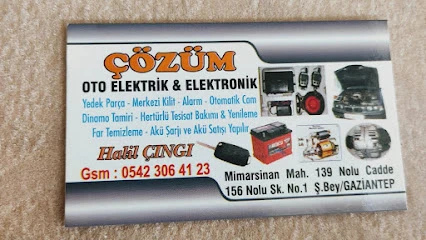 ÇÖZÜM
OTO ELEKTRİK & ELEKTRONİK
Yedek Parça - Merkezi Kilit - Alarm - Otomatik Cam
Dinamo Tamiri - Hertürlü Tesisat Bakımı & Yenileme
Far Temizleme - Akü Şarjı ve Akü Satışı Yapılır
Halil ÇINGI
Gsm : 0542 306 41 23
Mimarsinan Mah. 139 Nolu Cadde
156 Nolu Sk. No.1 Ş.Bey/GAZİANTEP